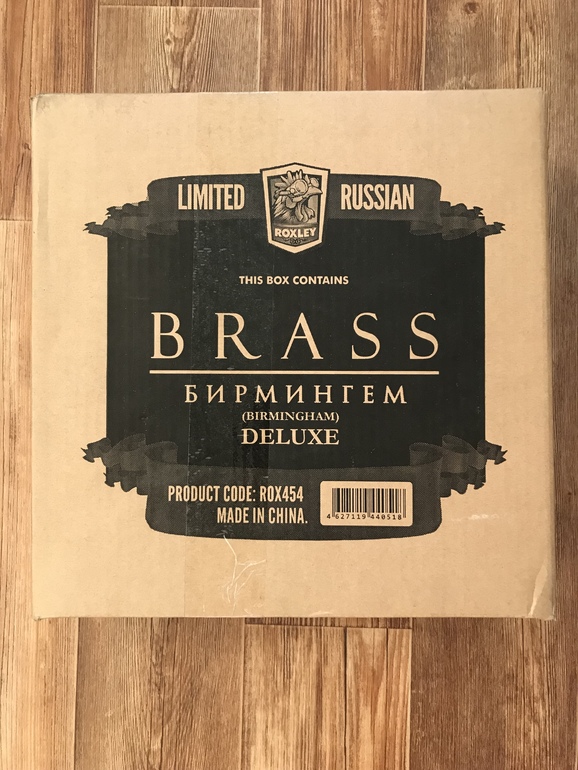 LIMITED RUSSIAN
ROXLEY
THIS BOX CONTAINS
BRASS
БИРМИНГЕМ
(BIRMINGHAM)
DELUXE
PRODUCT CODE: ROX454
MADE IN CHINA.
4 627119 440518